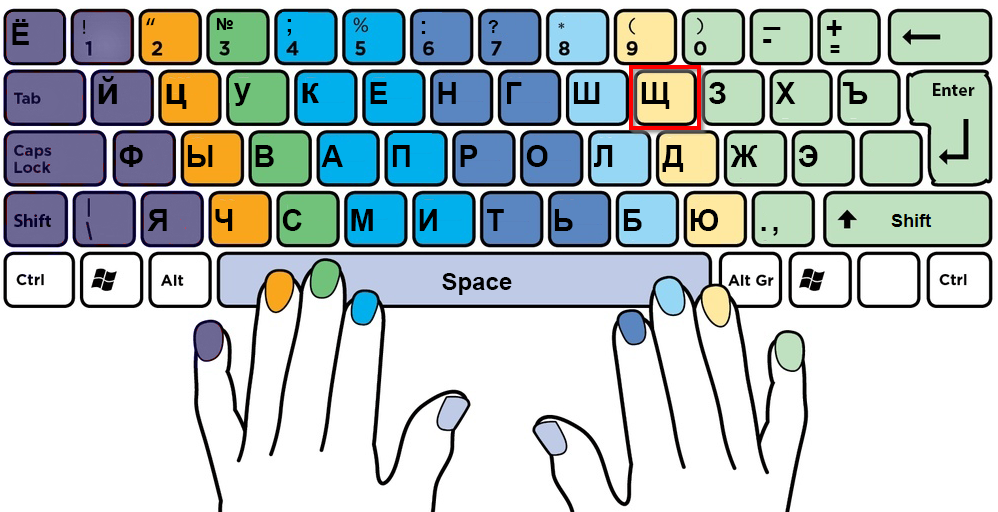 Ё ! 1 “ 2 № 3 ; 4 % 5 : 6 ? 7 * 8 ( 9 ) 0 — - + =
Tab Й Ц У К Е Н Г Ш Щ З Х Ъ Enter
Caps Lock Ф Ы В А П Р О Л Д Ж Э
Shift | \ Я Ч С М И Т Ь Б Ю . , Shift
Ctrl Alt Space Alt Gr Ctrl